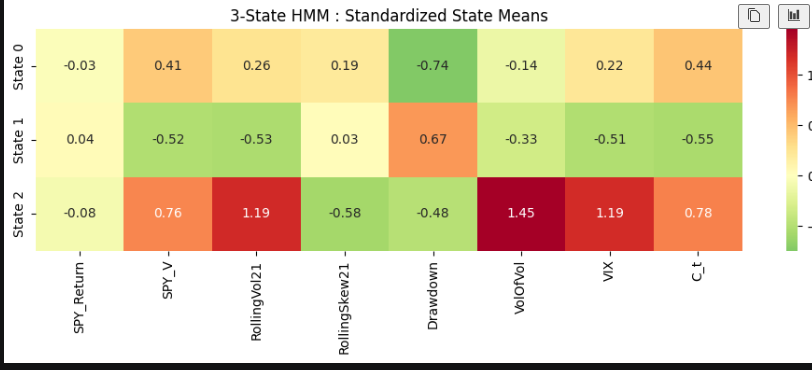 3-State HMM : Standardized State Means
State 0
-0.03 0.41 0.26 0.19 -0.74 -0.14 0.22 0.44
State 1
0.04 -0.52 -0.53 0.03 0.67 -0.33 -0.51 -0.55
State 2
-0.08 0.76 1.19 -0.58 -0.48 1.45 1.19 0.78
SPY_Return
SPY_V
RollingVol21
RollingSkew21
Drawdown
VolOfVol
VIX
C_t